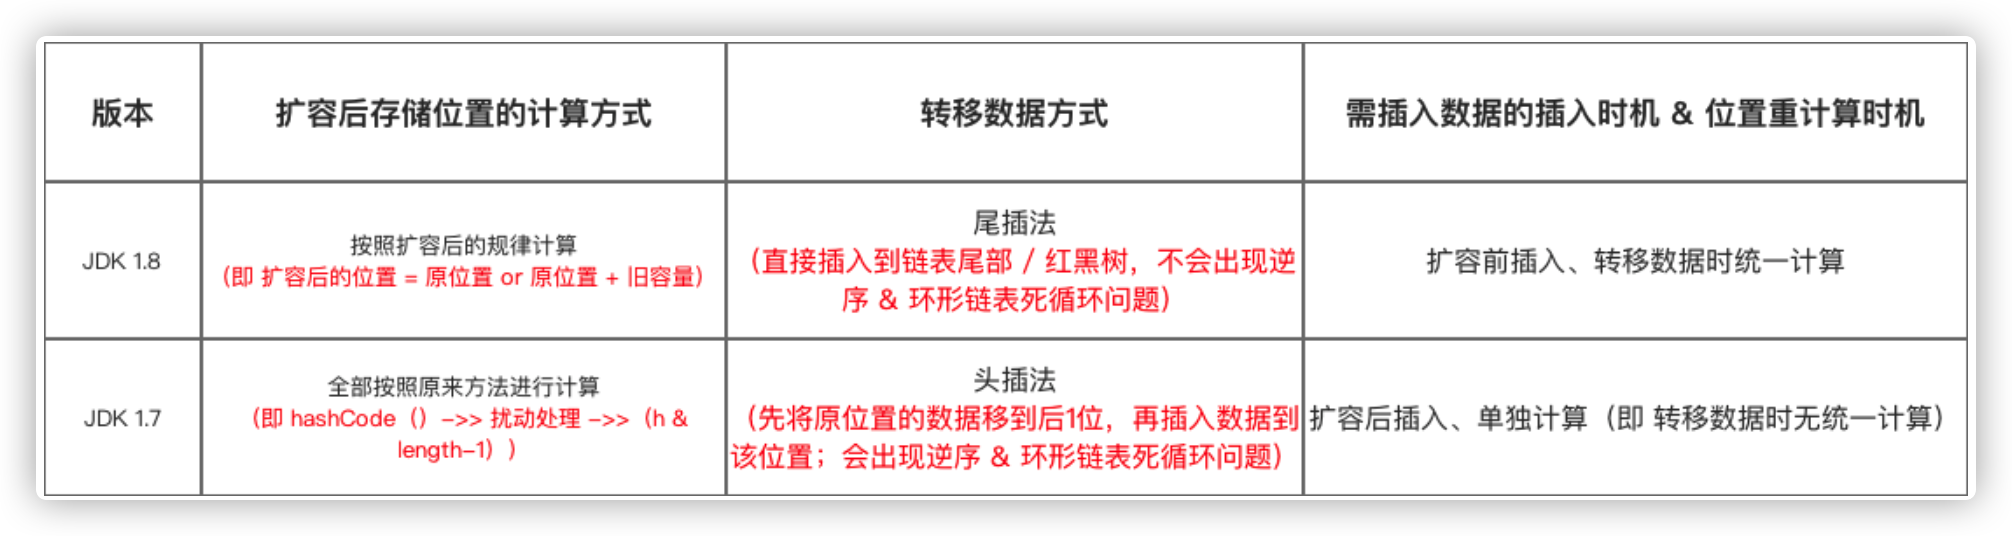 版本
扩容后存储位置的计算方式
转移数据方式
需插入数据的插入时机 & 位置重计算时机
JDK 1.8
按照扩容后的规律计算
（即 扩容后的位置 = 原位置 or 原位置 + 旧容量）
尾插法
（直接插入到链表尾部 / 红黑树，不会出现逆
序 & 环形链表死循环问题）
扩容前插入、转移数据时统一计算
JDK 1.7
全部按照原来方法进行计算
（即 hashCode（）->> 扰动处理 ->>（h &
length-1））
头插法
（先将原位置的数据移到后1位，再插入数据到
该位置；会出现逆序 & 环形链表死循环问题）
扩容后插入、单独计算（即 转移数据时无统一计算）